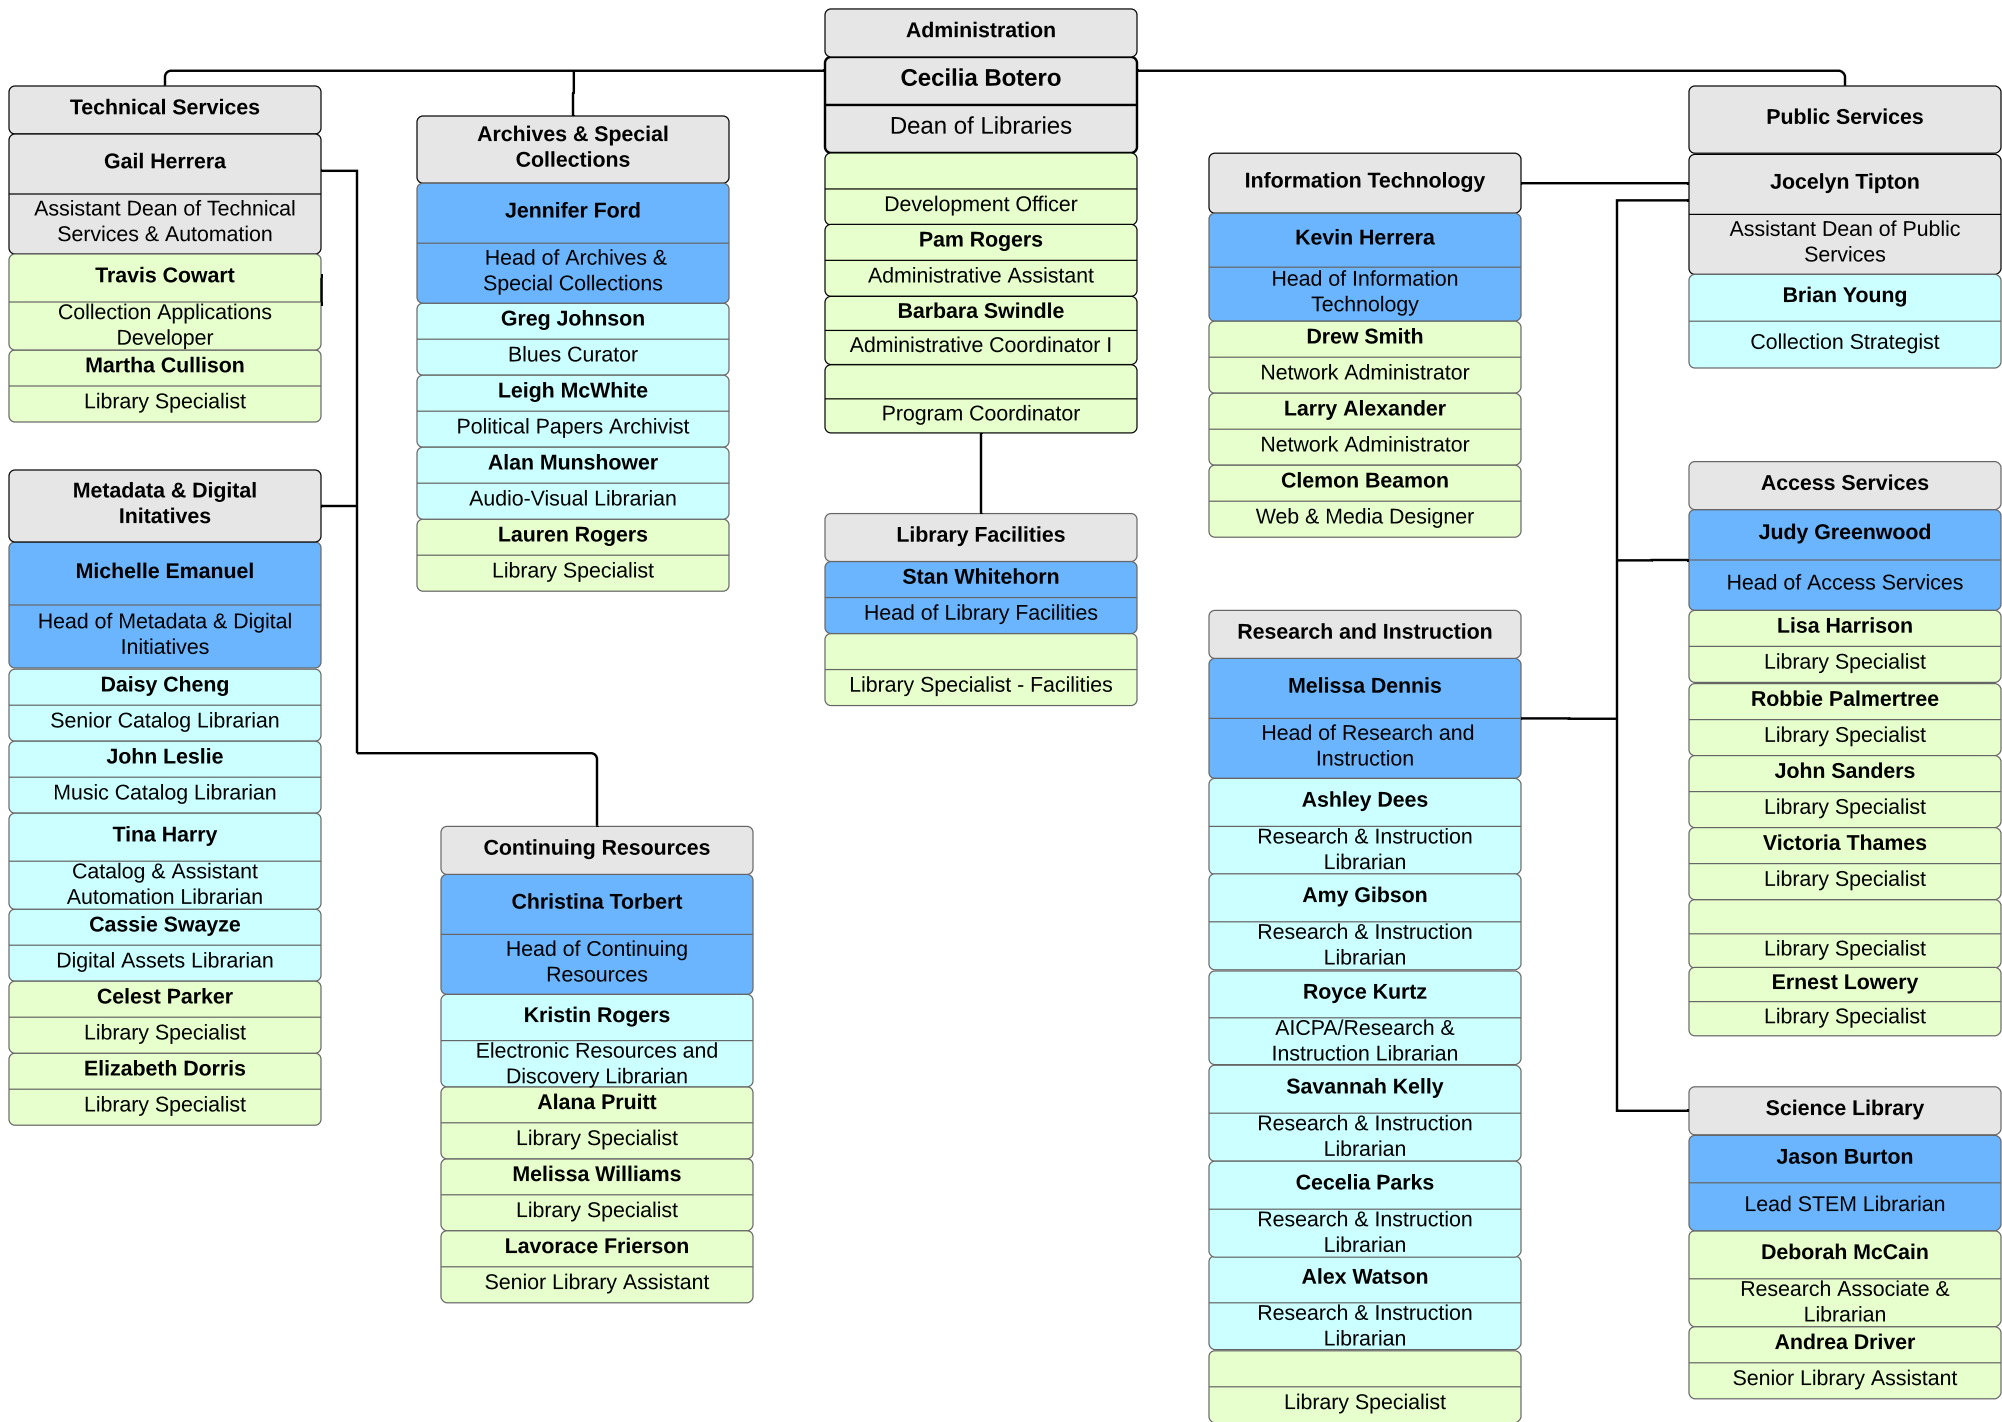 Administration
Cecilia Botero
Dean of Libraries
Development Officer
Pam Rogers
Administrative Assistant
Barbara Swindle
Administrative Coordinator I
Program Coordinator
Technical Services
Gail Herrera
Assistant Dean of Technical
Services & Automation
Travis Cowart
Collection Applications
Developer
Martha Cullison
Library Specialist
Metadata & Digital
Initatives
Michelle Emanuel
Head of Metadata & Digital
Initiatives
Daisy Cheng
Senior Catalog Librarian
John Leslie
Music Catalog Librarian
Tina Harry
Catalog & Assistant
Automation Librarian
Cassie Swayze
Digital Assets Librarian
Celest Parker
Library Specialist
Elizabeth Dorris
Library Specialist
Archives & Special
Collections
Jennifer Ford
Head of Archives &
Special Collections
Greg Johnson
Blues Curator
Leigh McWhite
Political Papers Archivist
Alan Munshower
Audio-Visual Librarian
Lauren Rogers
Library Specialist
Continuing Resources
Christina Torbert
Head of Continuing
Resources
Kristin Rogers
Electronic Resources and
Discovery Librarian
Alana Pruitt
Library Specialist
Melissa Williams
Library Specialist
Lavorace Frierson
Senior Library Assistant
Library Facilities
Stan Whitehorn
Head of Library Facilities
Library Specialist - Facilities
Information Technology
Kevin Herrera
Head of Information
Technology
Drew Smith
Network Administrator
Larry Alexander
Network Administrator
Clemon Beamon
Web & Media Designer
Research and Instruction
Melissa Dennis
Head of Research and
Instruction
Ashley Dees
Research & Instruction
Librarian
Amy Gibson
Research & Instruction
Librarian
Royce Kurtz
AICPA/Research &
Instruction Librarian
Savannah Kelly
Research & Instruction
Librarian
Cecelia Parks
Research & Instruction
Librarian
Alex Watson
Research & Instruction
Librarian
Library Specialist
Public Services
Jocelyn Tipton
Assistant Dean of Public
Services
Brian Young
Collection Strategist
Access Services
Judy Greenwood
Head of Access Services
Lisa Harrison
Library Specialist
Robbie Palmertree
Library Specialist
John Sanders
Library Specialist
Victoria Thames
Library Specialist
Library Specialist
Ernest Lowery
Library Specialist
Science Library
Jason Burton
Lead STEM Librarian
Deborah McCain
Research Associate &
Librarian
Andrea Driver
Senior Library Assistant